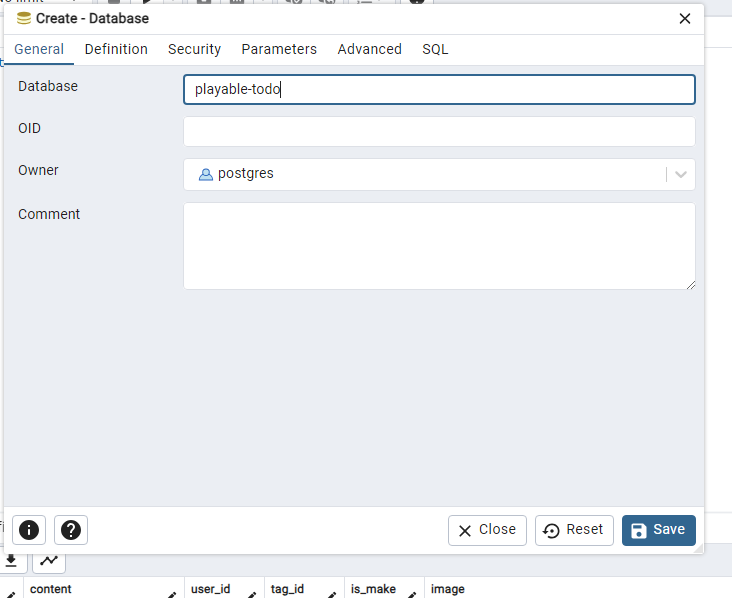 Create - Database
General Definition Security Parameters Advanced SQL
Database playable-todo
OID
Owner postgres
Comment
Close Reset Save
content user_id tag_id is_make image